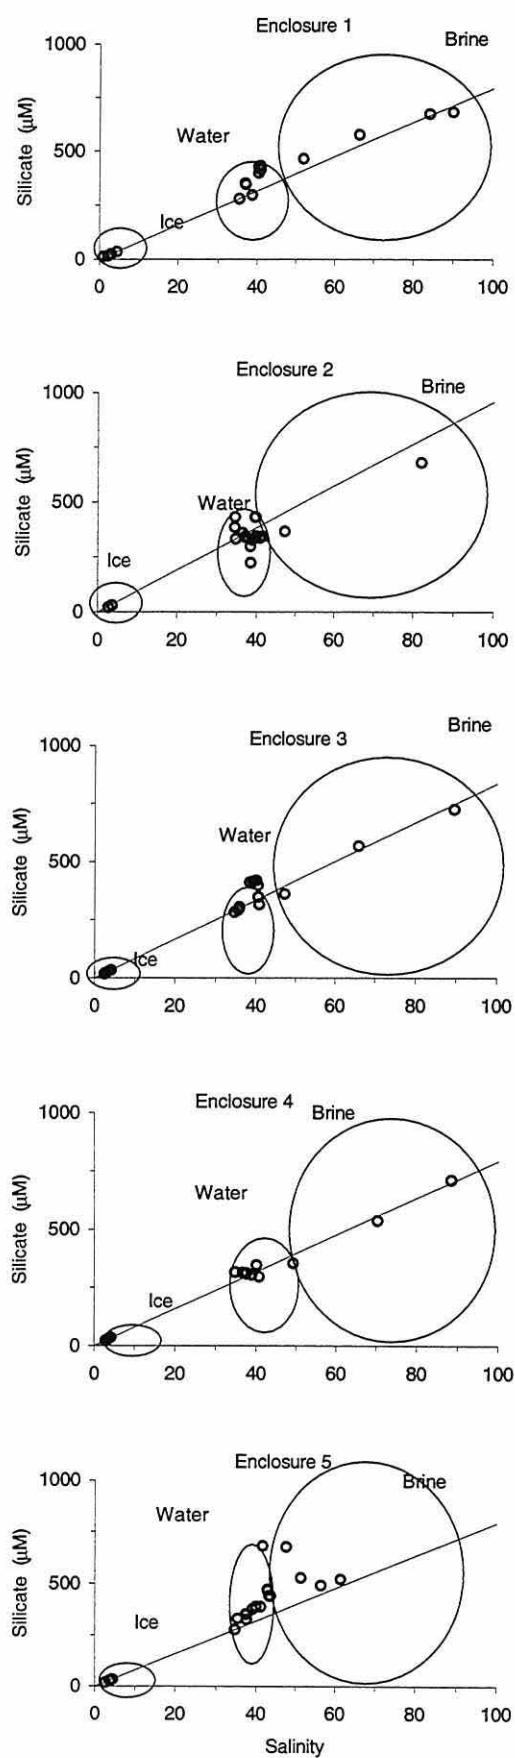 Enclosure 1
Brine
1000
Water
Silicate (µM)
500
Ice
0
0 20 40 60 80 100
Enclosure 2
Brine
1000
Silicate (µM)
Water
500
Ice
0
0 20 40 60 80 100
Brine
Enclosure 3
1000
Water
Silicate (µM)
500
Ice
0
0 20 40 60 80 100
Enclosure 4
Brine
1000
Water
Silicate (µM)
500
Ice
0
0 20 40 60 80 100
Enclosure 5
Brine
1000
Water
Silicate (µM)
500
Ice
0
0 20 40 60 80 100
Salinity